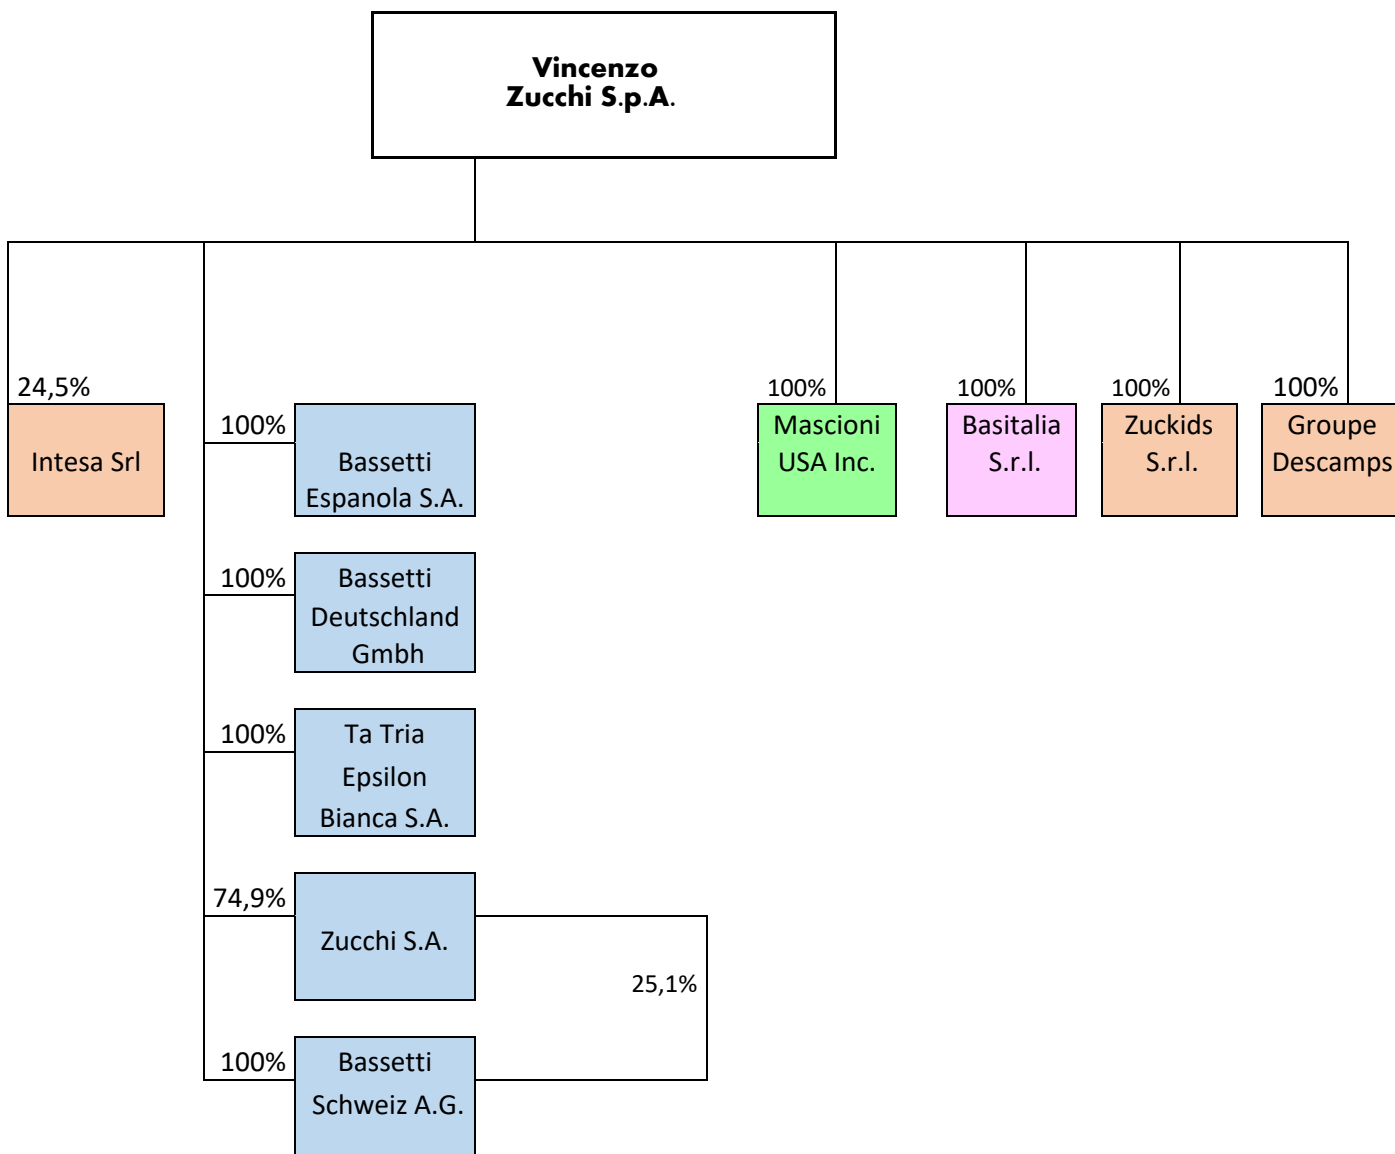 Vincenzo
Zucchi S.p.A.
24,5%
Intesa Srl
100%
Bassetti
Espanola S.A.
100%
Mascioni
USA Inc.
100%
Basitalia
S.r.l.
100%
Zuckids
S.r.l.
100%
Groupe
Descamps
100%
Bassetti
Deutschland
Gmbh
100%
Ta Tria
Epsilon
Bianca S.A.
74,9%
Zucchi S.A.
25,1%
100%
Bassetti
Schweiz A.G.